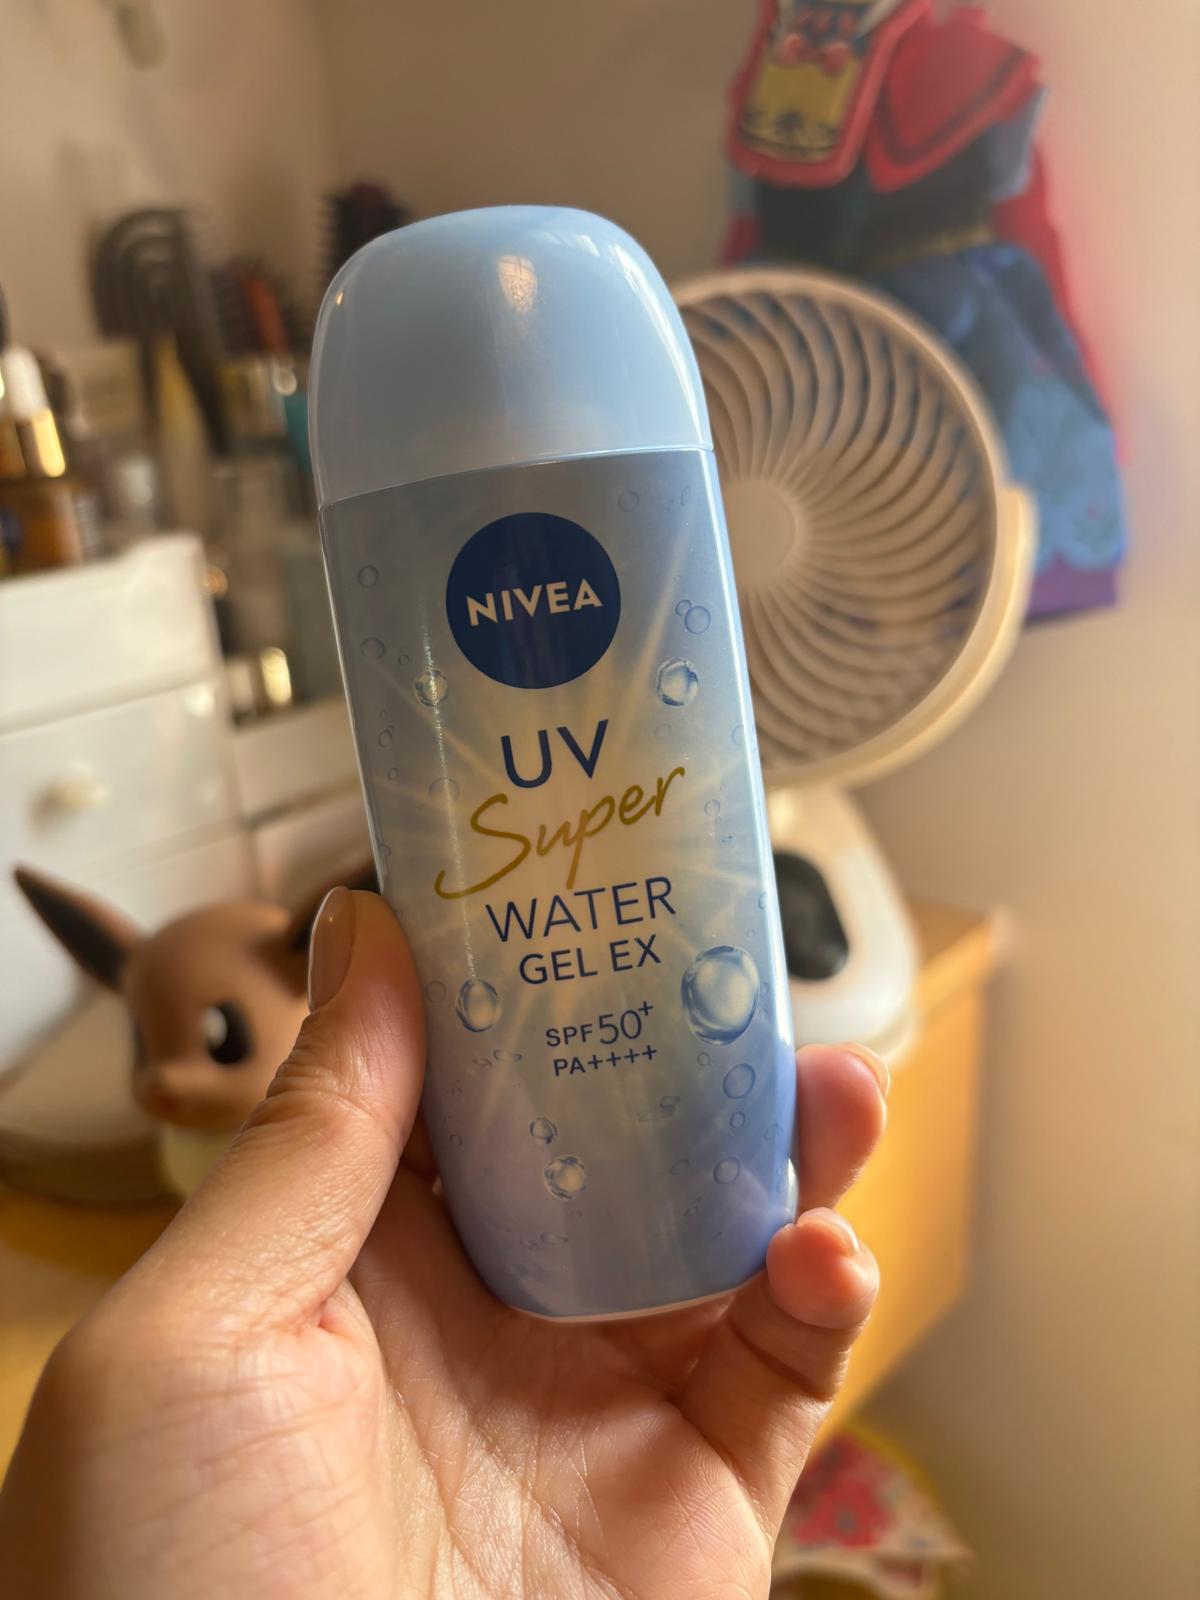 NIVEA
UV
Super
WATER
GEL EX
SPF50+
PA++++